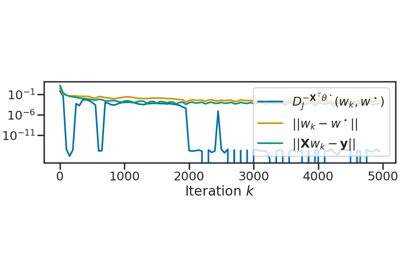 10⁻¹
10⁻⁶
10⁻¹¹
D_J^{-X^⊤θ*}(w_k, w*)
||w_k − w*||
||Xw_k − y||
0 1000 2000 3000 4000 5000
Iteration k